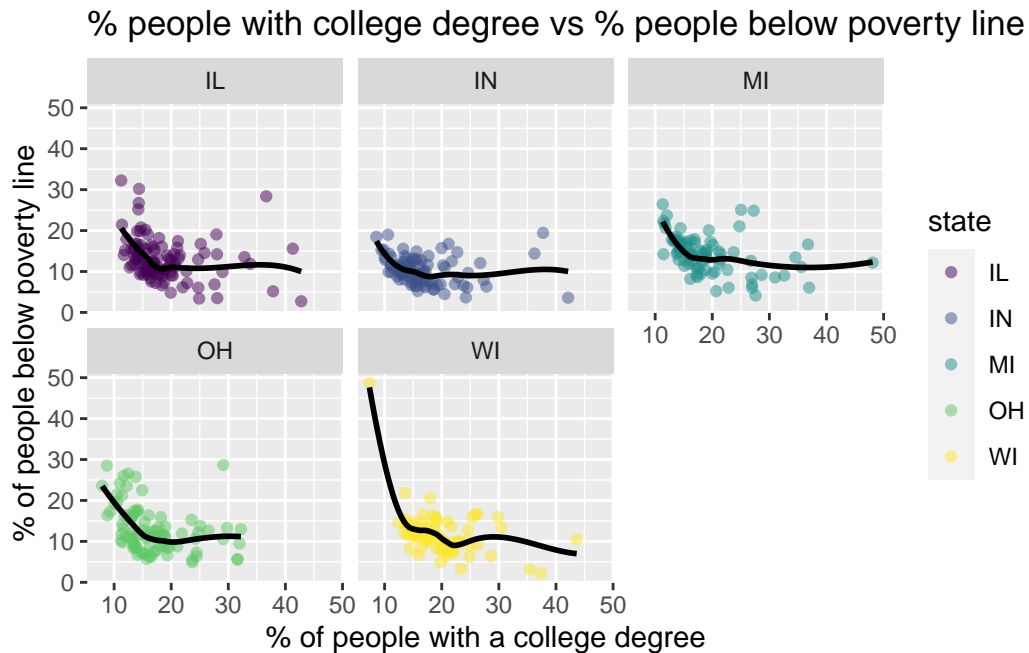 % people with college degree vs % people below poverty line
IL
IN
MI
50
40
30
20
10
0
10 20 30 40 50
OH
WI
50
40
30
20
10
0
10 20 30 40 50
10 20 30 40 50
% of people with a college degree
% of people below poverty line
state
IL
IN
MI
OH
WI